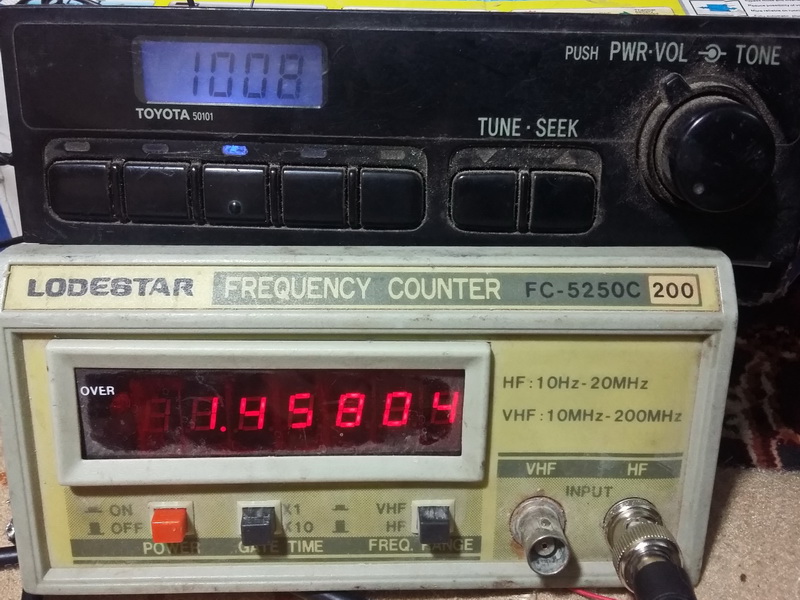 1008
TOYOTA 50101
PUSH PWR·VOL TONE
TUNE · SEEK
LODESTAR FREQUENCY COUNTER FC-5250C 200
OVER
1.45804
HF: 10Hz-20MHz
VHF: 10MHz-200MHz
VHF HF
INPUT
ON
OFF
POWER
X1
X10
GATE TIME
VHF
HF
FREQ. RANGE